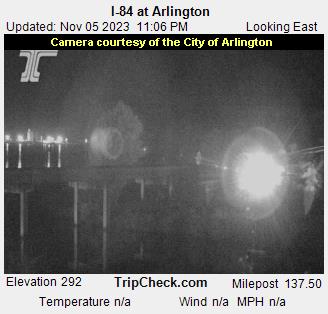 I-84 at Arlington
Updated: Nov 05 2023 11:06 PM Looking East
Camera courtesy of the City of Arlington
Elevation 292 TripCheck.com Milepost 137.50
Temperature n/a Wind n/a MPH n/a